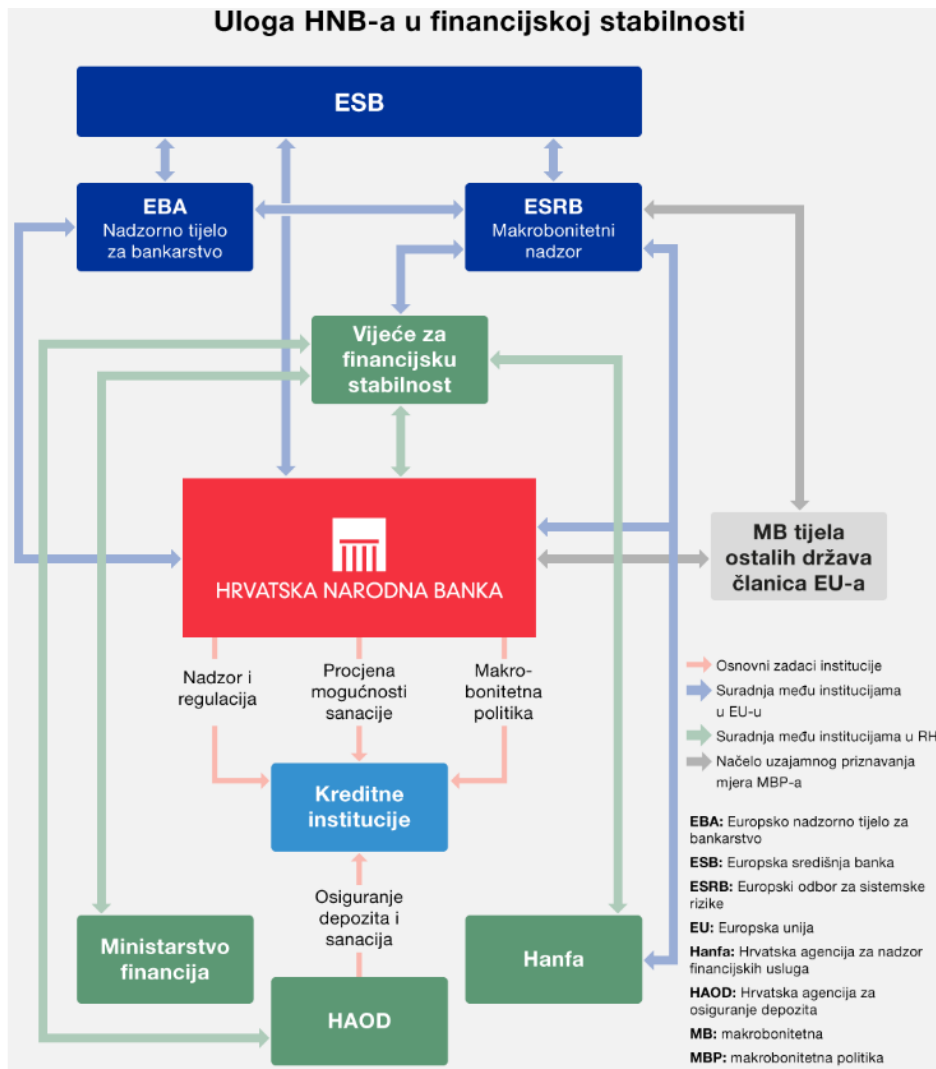 Uloga HNB-a u financijskoj stabilnosti
ESB
EBA
Nadzorno tijelo
za bankarstvo
ESRB
Makrobonitetni
nadzor
Vijeće za
financijsku
stabilnost
HRVATSKA NARODNA BANKA
MB tijela
ostalih država
članica EU-a
Nadzor i
regulacija
Procjena
mogućnosti
sanacije
Makro-
bonitetna
politika
Kreditne
institucije
Osiguranje
depozita i
sanacija
Ministarstvo
financija
HAOD
Hanfa
Osnovni zadaci institucije
Suradnja među institucijama
u EU-u
Suradnja među institucijama u RH
Načelo uzajamnog priznavanja
mjera MBP-a
EBA: Europsko nadzorno tijelo za
bankarstvo
ESB: Europska središnja banka
ESRB: Europski odbor za sistemske
rizike
EU: Europska unija
Hanfa: Hrvatska agencija za nadzor
financijskih usluga
HAOD: Hrvatska agencija za
osiguranje depozita
MB: makrobonitetna
MBP: makrobonitetna politika